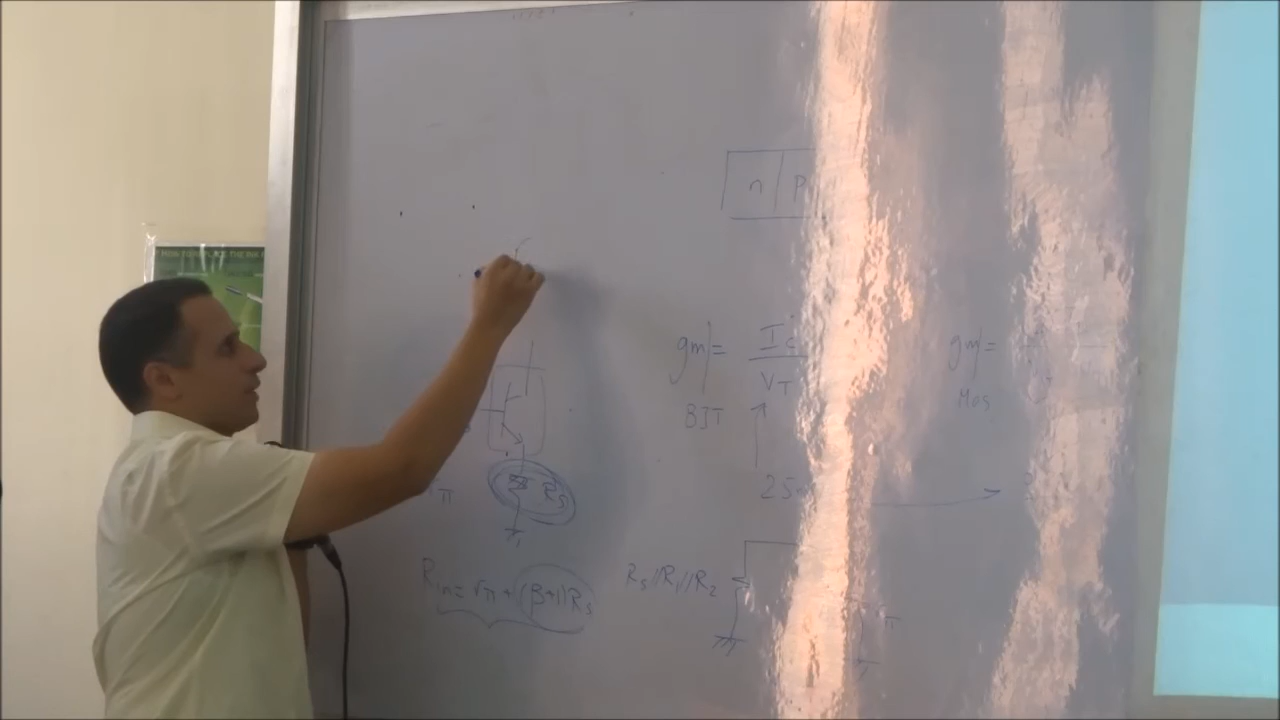 n p
gm = Ic / VT
BJT
gm =
Mos
25
π
Rs
Rin = rπ + (β+1)Rs
Rs//R1//R2
π